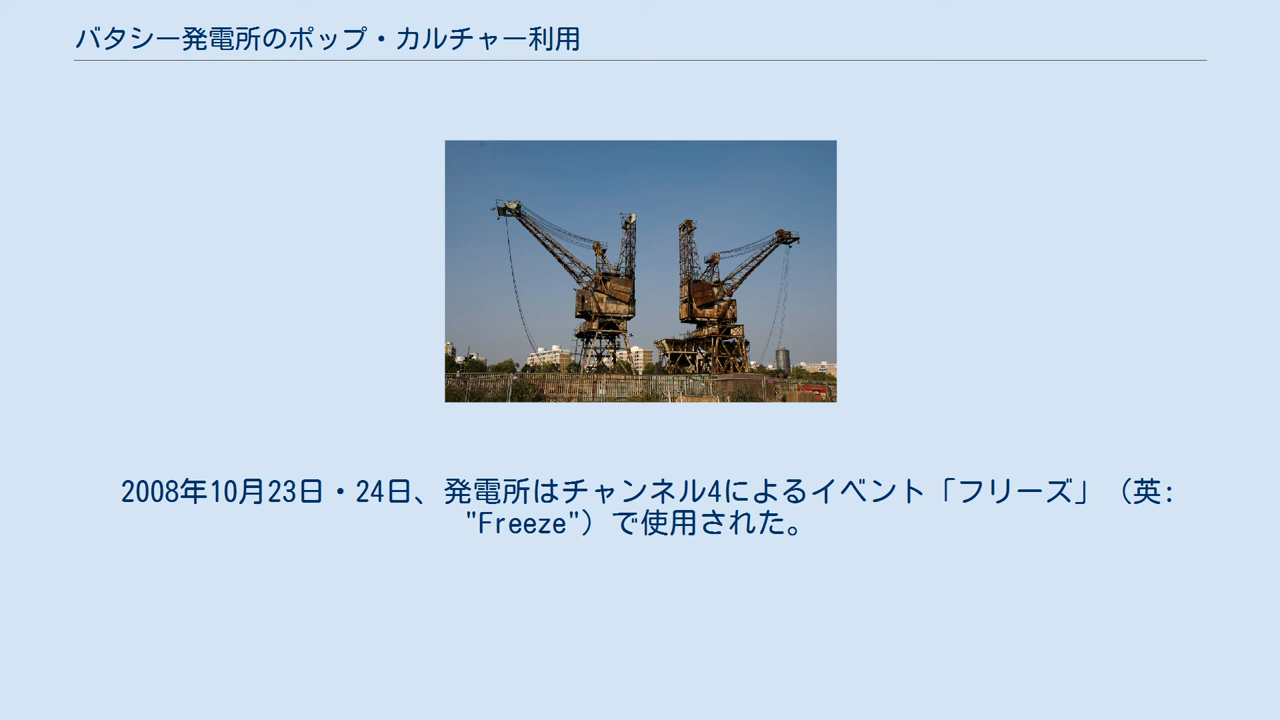 バタシー発電所のポップ・カルチャー利用
2008年10月23日・24日、発電所はチャンネル4によるイベント「フリーズ」（英:
"Freeze"）で使用された。